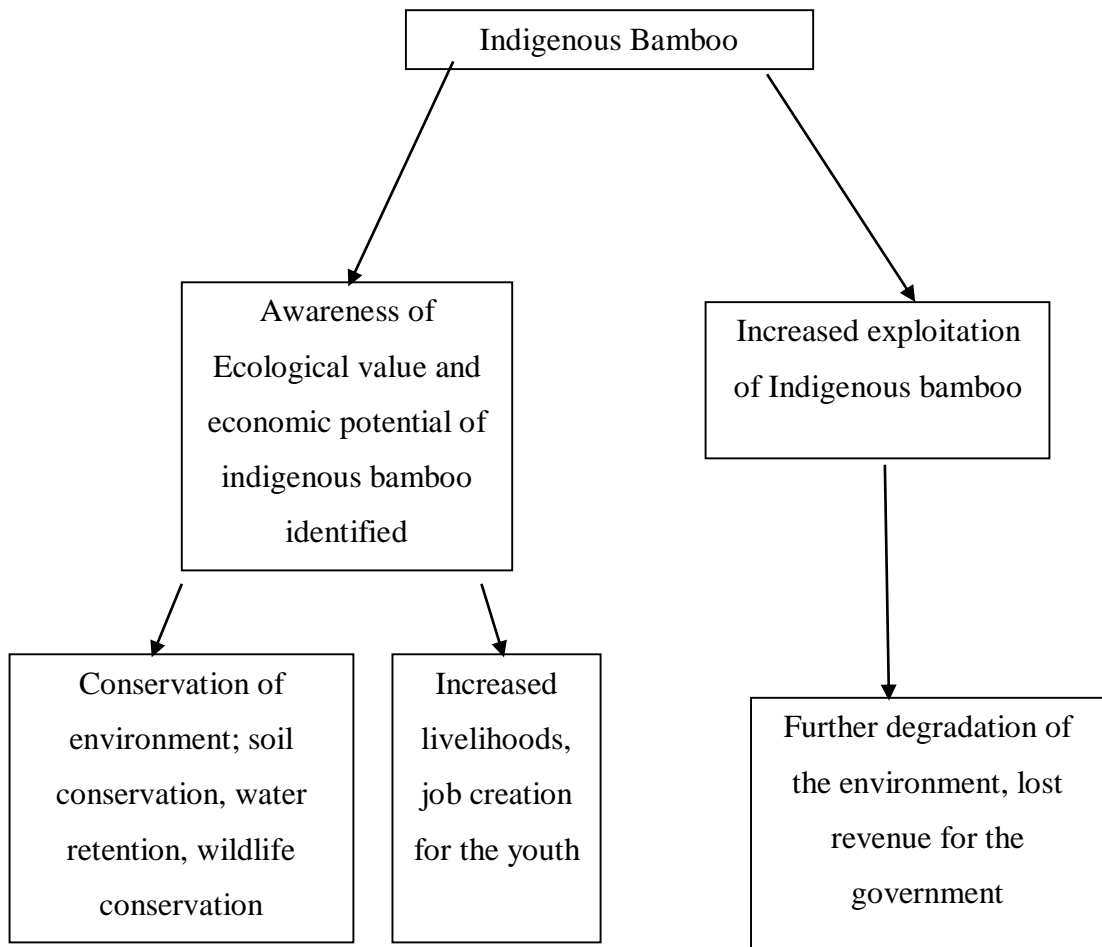 Indigenous Bamboo
Awareness of
Ecological value and
economic potential of
indigenous bamboo
identified
Increased exploitation
of Indigenous bamboo
Conservation of
environment; soil
conservation, water
retention, wildlife
conservation
Increased
livelihoods,
job creation
for the youth
Further degradation of
the environment, lost
revenue for the
government